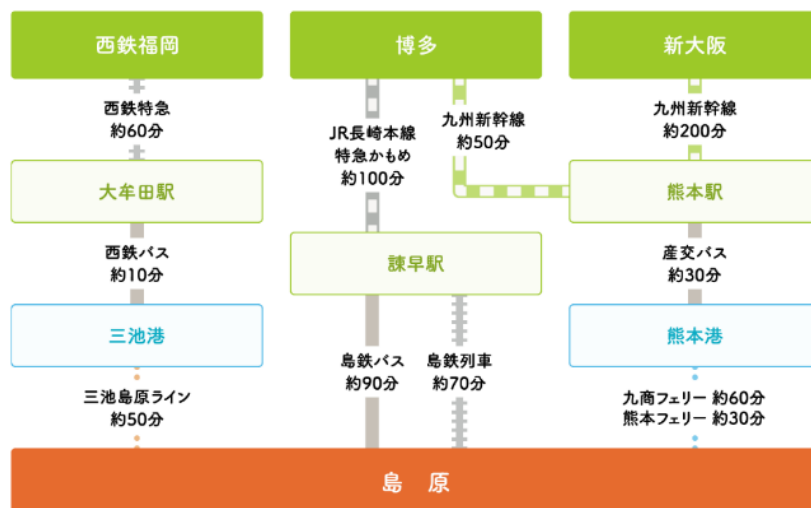 西鉄福岡
博多
新大阪
西鉄特急
約60分
JR長崎本線
特急かもめ
約100分
九州新幹線
約50分
九州新幹線
約200分
大牟田駅
熊本駅
西鉄バス
約10分
諫早駅
産交バス
約30分
三池港
熊本港
三池島原ライン
約50分
島鉄バス
約90分
島鉄列車
約70分
九商フェリー 約60分
熊本フェリー 約30分
島 原